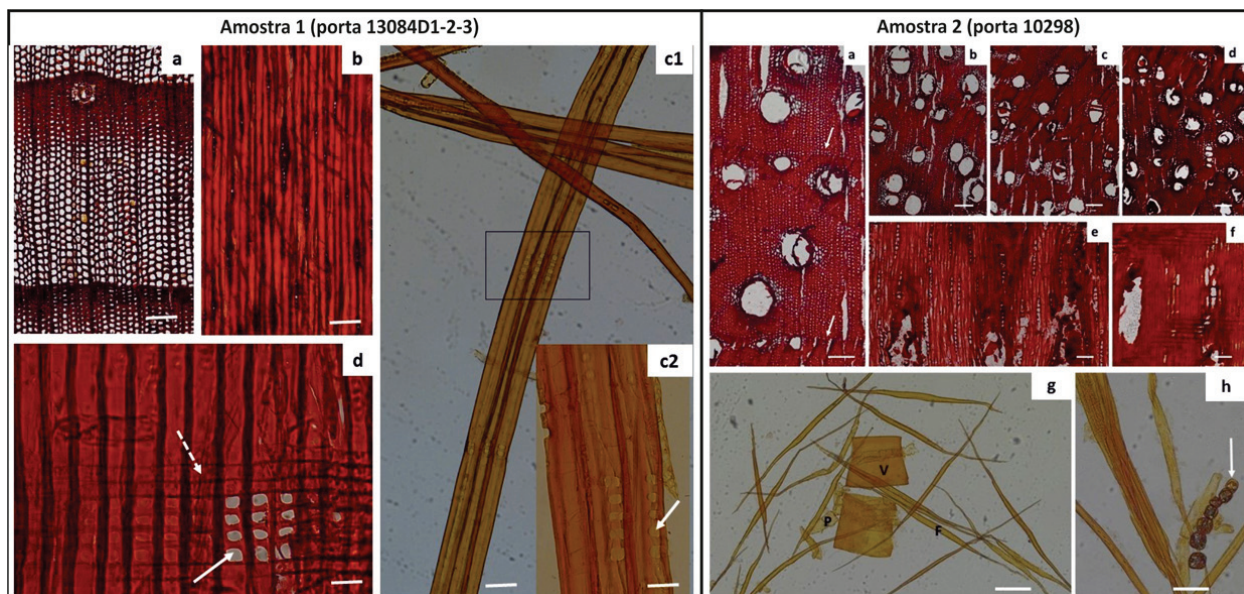 Amostra 1 (porta 13084D1-2-3)
a
b
c1
d
c2
Amostra 2 (porta 10298)
a
b
c
d
e
f
g
V
P
F
h